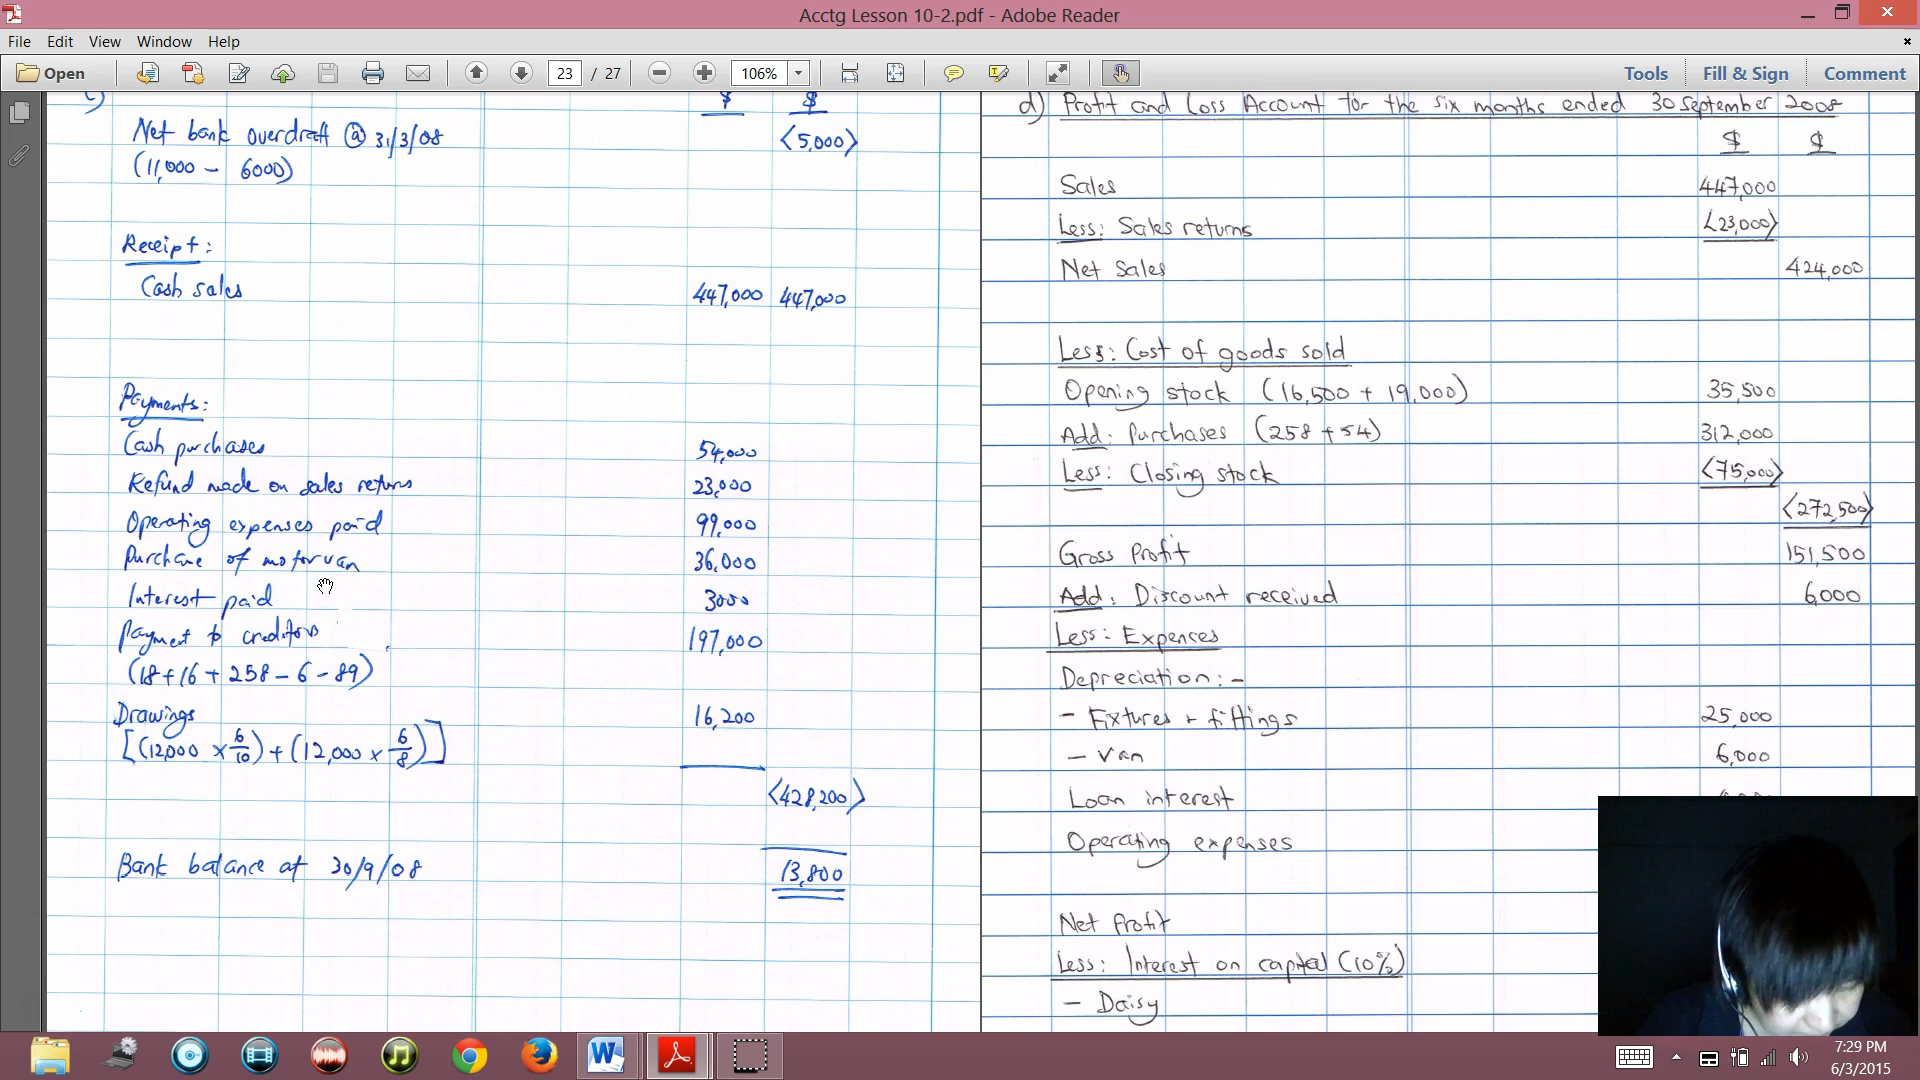 Acctg Lesson 10-2.pdf - Adobe Reader
File Edit View Window Help
Open 23 / 27 106% Tools Fill & Sign Comment
c)
$ $
Net bank overdraft @ 31/3/08 <5,000>
(11,000 - 6000)
Receipt:
Cash sales 447,000 447,000
Payments:
Cash purchases 54,000
Refund made on sales return 23,000
Operating expenses paid 99,000
Purchase of motor van 36,000
Interest paid 3000
Payment to creditors 197,000
(18+16+258-6-89)
Drawings 16,200
[(12,000 × 6/10) + (12,000 × 6/8)]
<428,200>
Bank balance at 30/9/08 13,800
d) Profit and Loss Account for the six months ended 30 September 2008
$ $
Sales 447,000
Less: Sales returns <23,000>
Net Sales 424,000
Less: Cost of goods sold
Opening stock (16,500 + 19,000) 35,500
Add: Purchases (258 + 54) 312,000
Less: Closing stock <75,000>
<272,500>
Gross Profit 151,500
Add: Discount received 6,000
Less: Expences
Depreciation:-
- Fixtures + fittings 25,000
- Van 6,000
Loan interest
Operating expenses
Net Profit
Less: Interest on capital (10%)
- Daisy
7:29 PM
6/3/2015